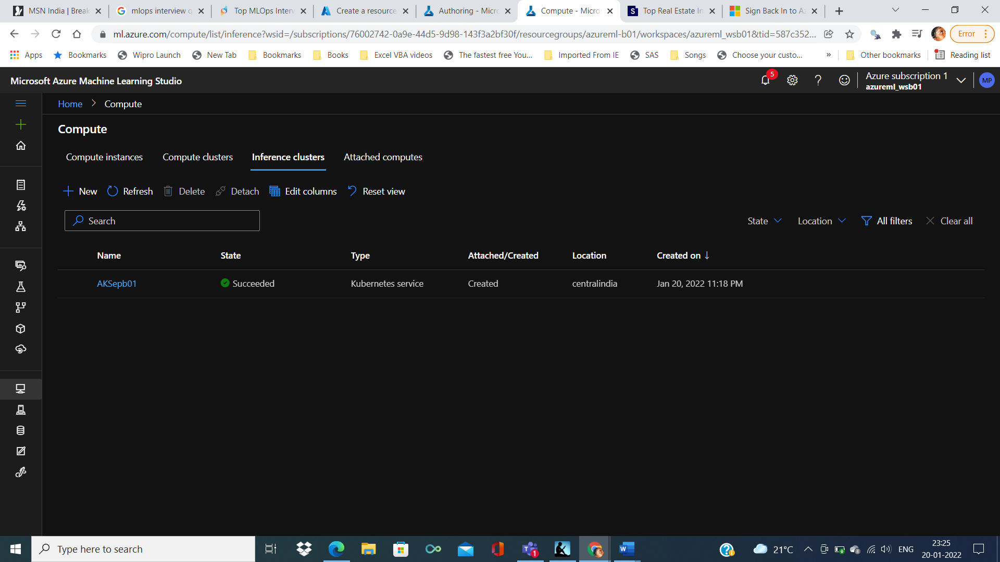 MSN India | Break
mlops interview q
Top MLOps Interv
Create a resource
Authoring - Micro
Compute - Micros
Top Real Estate In
Sign Back In to Az
ml.azure.com/compute/list/inference?wsid=/subscriptions/76002742-0a9e-44d5-9d98-143f3a2bf30f/resourcegroups/azureml-b01/workspaces/azureml_wsb01&tid=587c352...
Error
Apps
Bookmarks
Wipro Launch
New Tab
Bookmarks
Books
Excel VBA videos
The fastest free You...
Imported From IE
SAS
Songs
Choose your custo...
»
Other bookmarks
Reading list
Microsoft Azure Machine Learning Studio
5
Azure subscription 1
azureml_wsb01
MP
Home > Compute
Compute
Compute instances
Compute clusters
Inference clusters
Attached computes
New
Refresh
Delete
Detach
Edit columns
Reset view
Search
State
Location
All filters
Clear all
Name State Type Attached/Created Location Created on ↓
AKSepb01 Succeeded Kubernetes service Created centralindia Jan 20, 2022 11:18 PM
Type here to search
1
21°C
ENG
23:25
20-01-2022